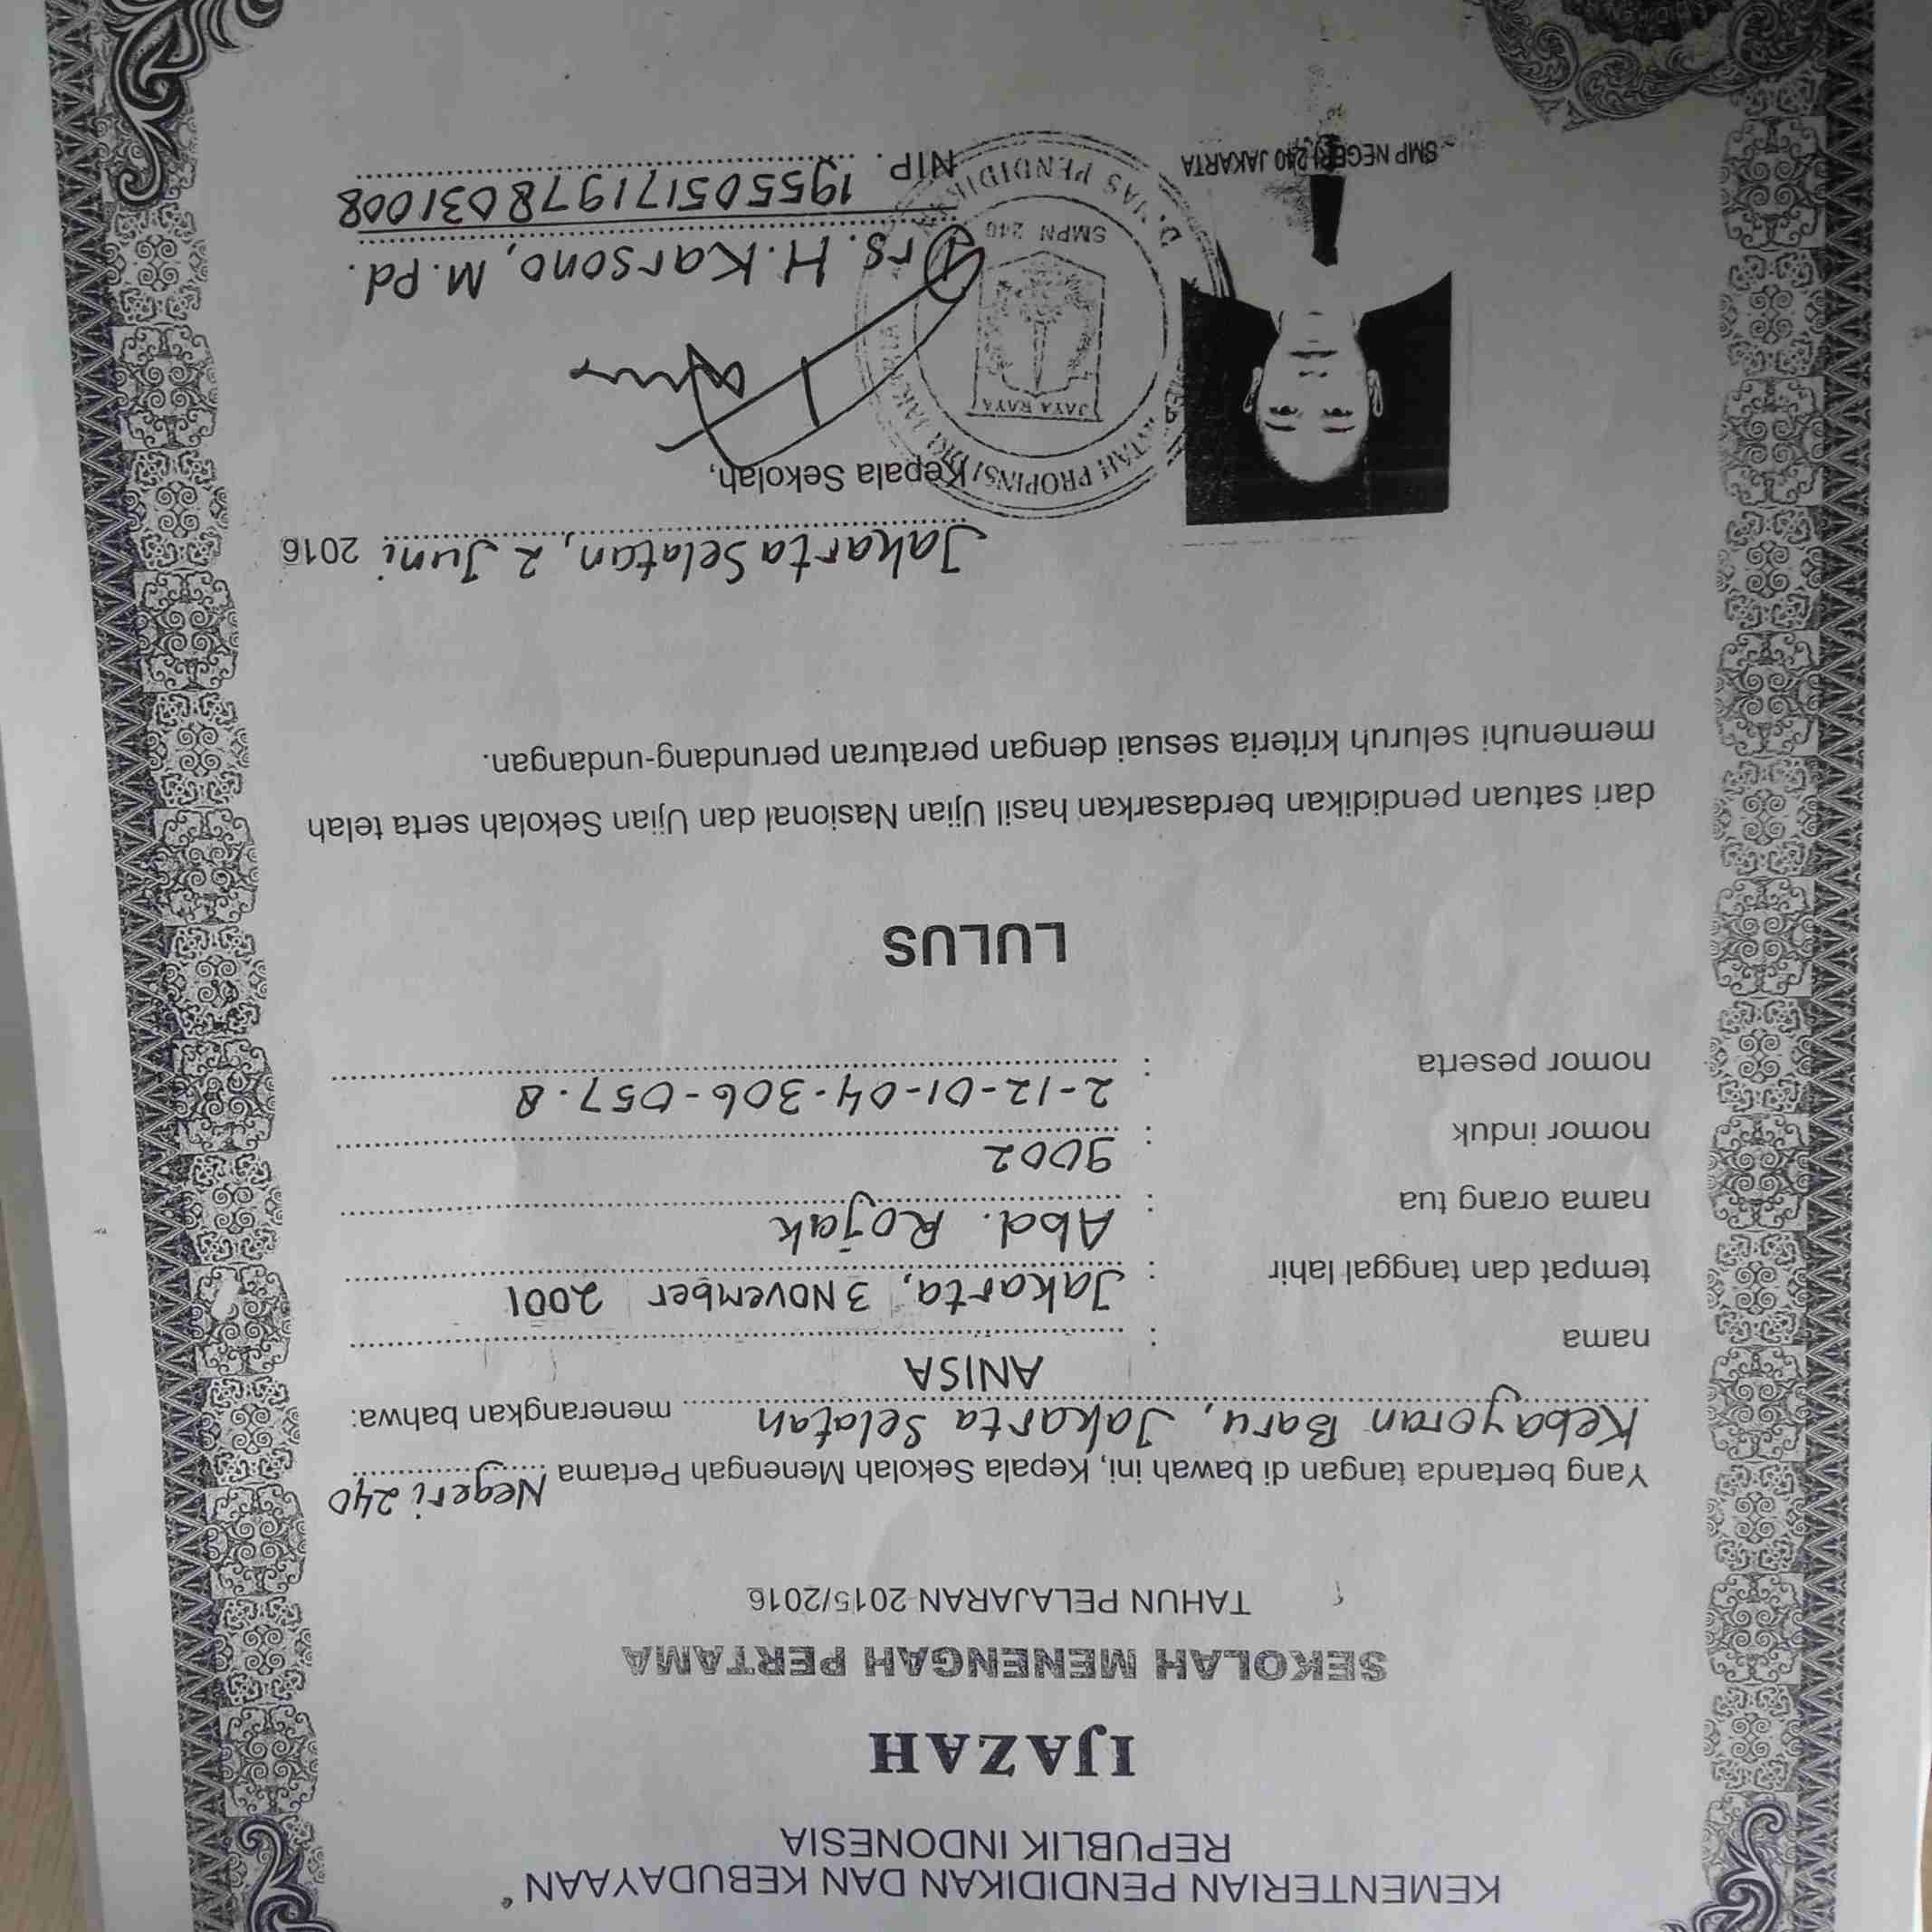 KEMENTERIAN PENDIDIKAN DAN KEBUDAYAAN
REPUBLIK INDONESIA
IJAZAH
SEKOLAH MENENGAH PERTAMA
TAHUN PELAJARAN 2015/2016
Yang bertanda tangan di bawah ini, Kepala Sekolah Menengah Pertama Negeri 240
Kebayoran Baru, Jakarta Selatan menerangkan bahwa:
nama : ANISA
tempat dan tanggal lahir : Jakarta, 3 November 2001
nama orang tua : Abd. Rojak
nomor induk : 9002
nomor peserta : 2-12-01-04-306-057-8
LULUS
dari satuan pendidikan berdasarkan hasil Ujian Nasional dan Ujian Sekolah serta telah
memenuhi seluruh kriteria sesuai dengan peraturan perundang-undangan.
Jakarta Selatan, 2 Juni 2016
Kepala Sekolah,
PROPINSI DKI
JAYA RAYA
SMPN 240
Drs. H. Karsono, M.Pd.
NIP. 195505171978031008
SMP NEGERI 240 JAKARTA